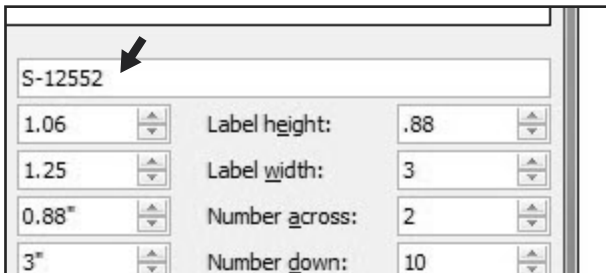 S-12552
1.06 Label height: .88
1.25 Label width: 3
0.88" Number across: 2
3" Number down: 10